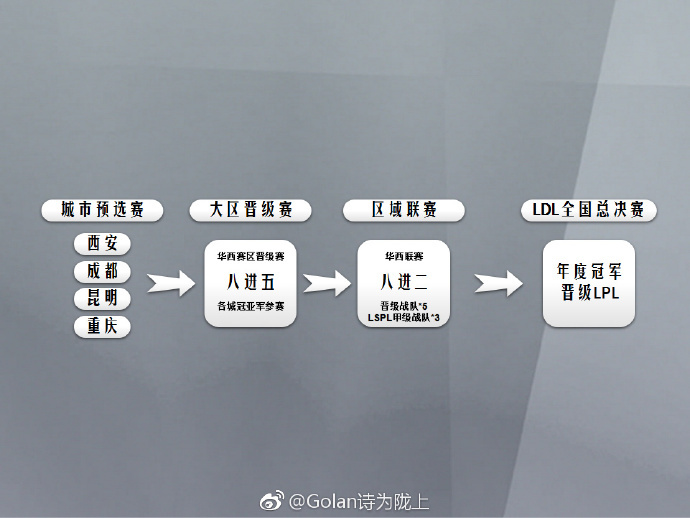 城市预选赛
西安
成都
昆明
重庆
大区晋级赛
华西赛区晋级赛
八进五
各城冠亚军参赛
区域联赛
华西联赛
八进二
晋级战队*5
LSPL甲级战队*3
LDL全国总决赛
年度冠军
晋级LPL
@Golan诗为陇上